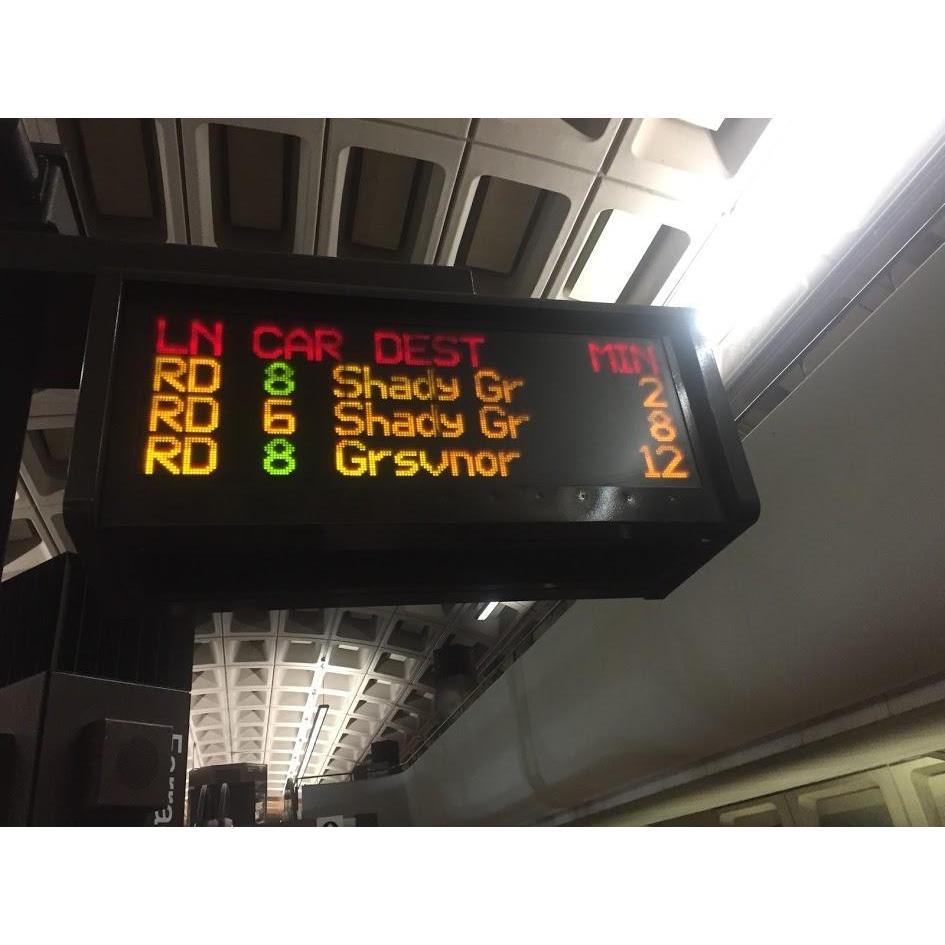 LN CAR DEST MIN
RD 8 Shady Gr 2
RD 6 Shady Gr 8
RD 8 Grsvnor 12